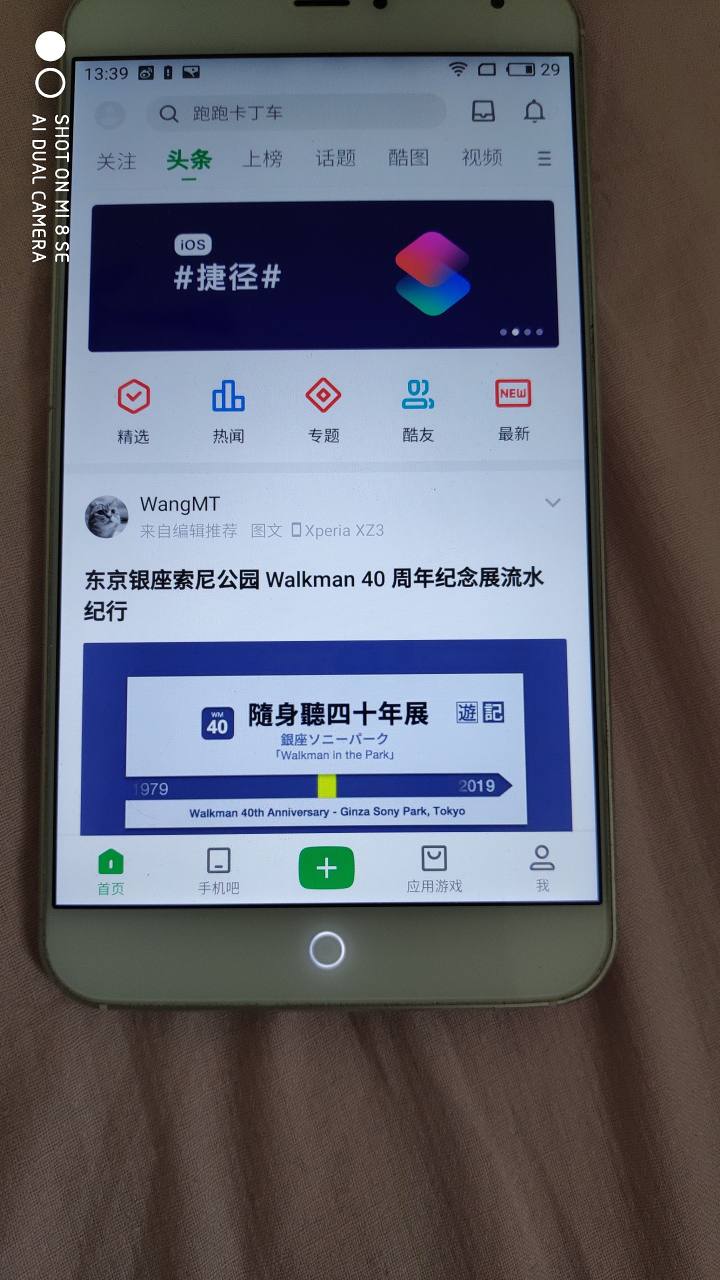 SHOT ON MI 8 SE
AI DUAL CAMERA
13:39
29
跑跑卡丁车
关注 头条 上榜 话题 酷图 视频
iOS
#捷径#
NEW
精选 热闻 专题 酷友 最新
WangMT
来自编辑推荐 图文 Xperia XZ3
东京银座索尼公园 Walkman 40 周年纪念展流水
纪行
WM
40
隨身聽四十年展
遊記
銀座ソニーパーク
「Walkman in the Park」
1979 2019
Walkman 40th Anniversary - Ginza Sony Park, Tokyo
首页 手机吧 应用游戏 我